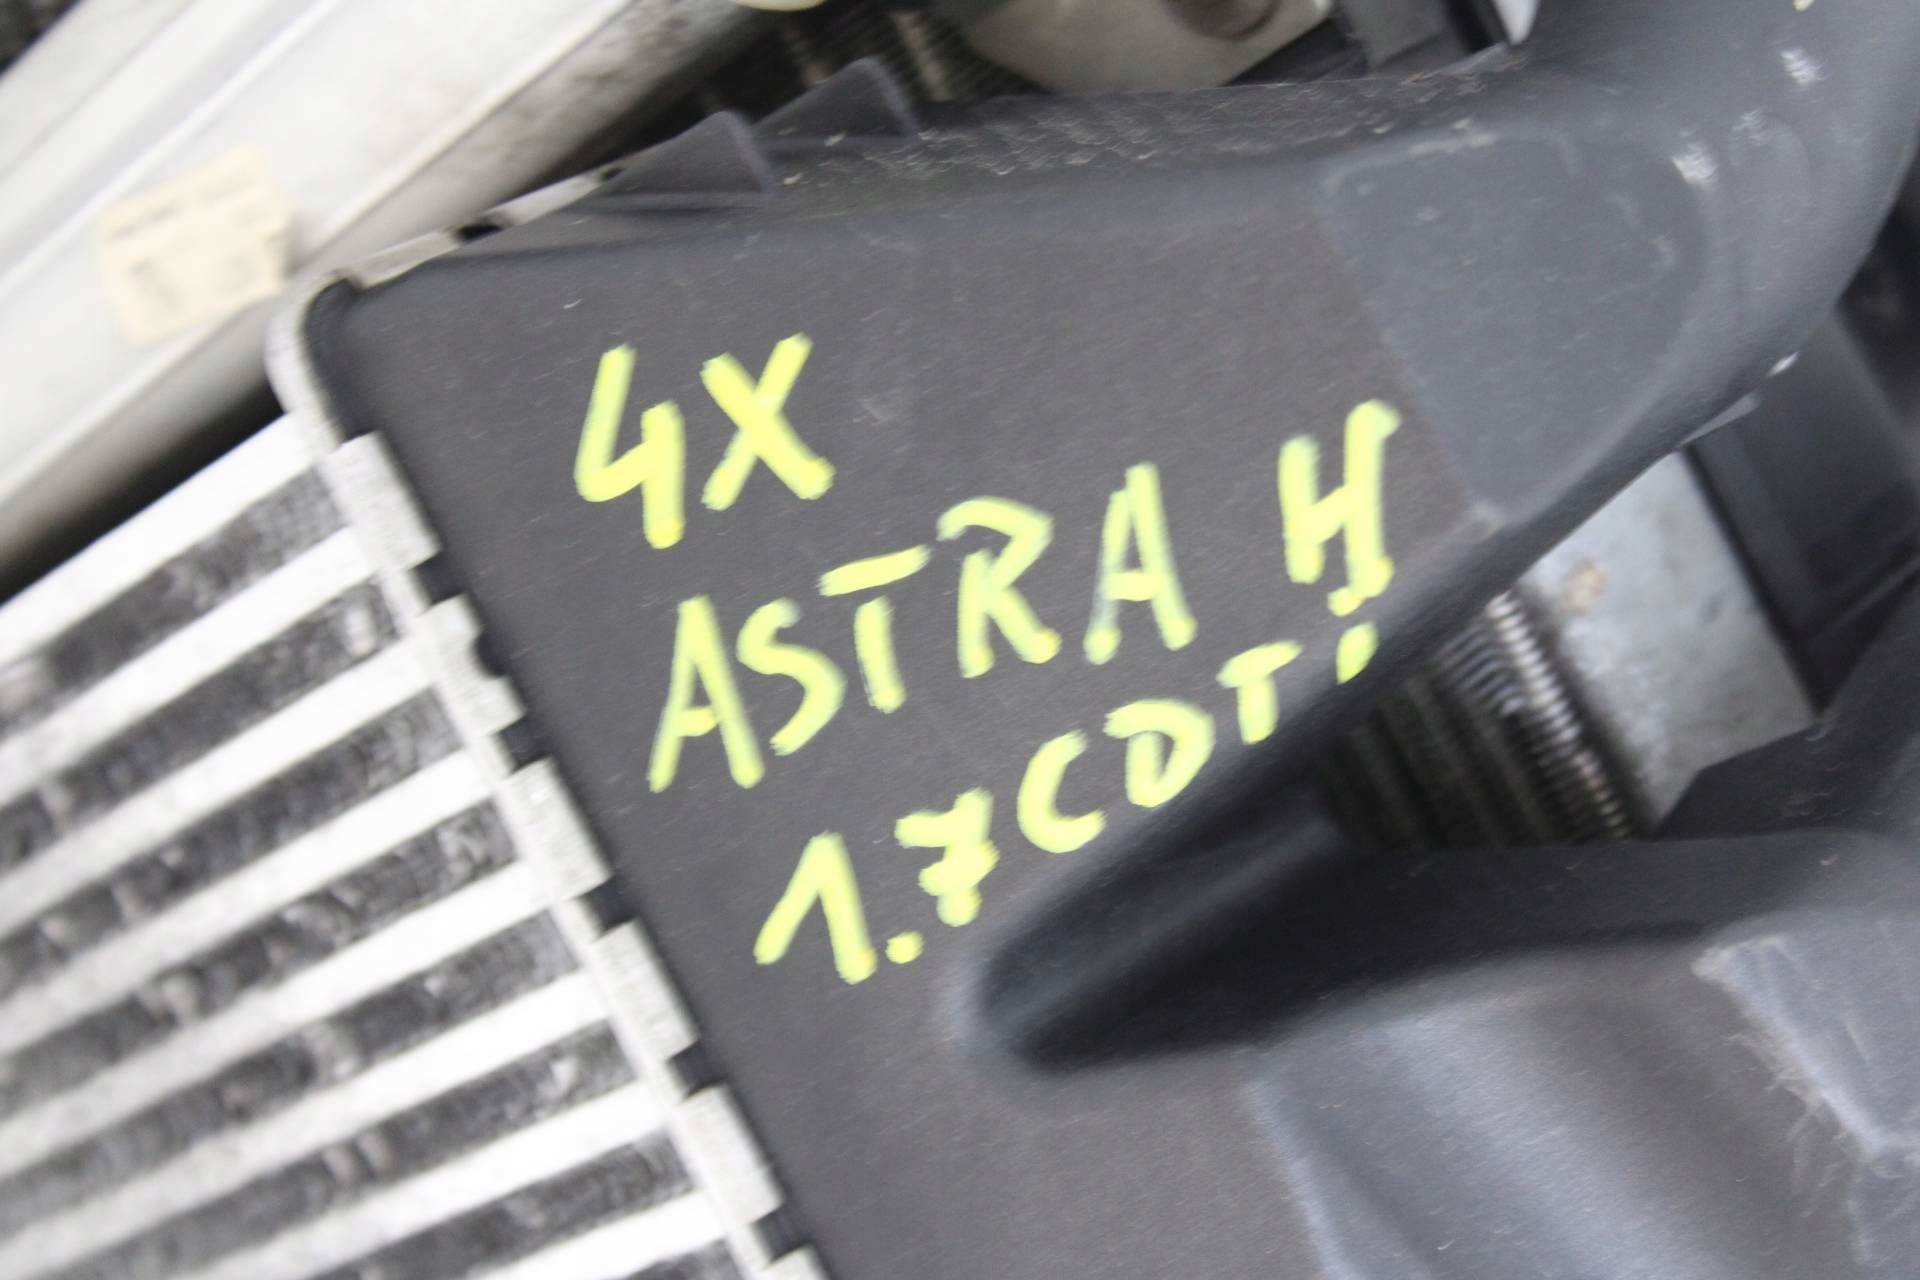 4X
ASTRA H
1.7CDTi